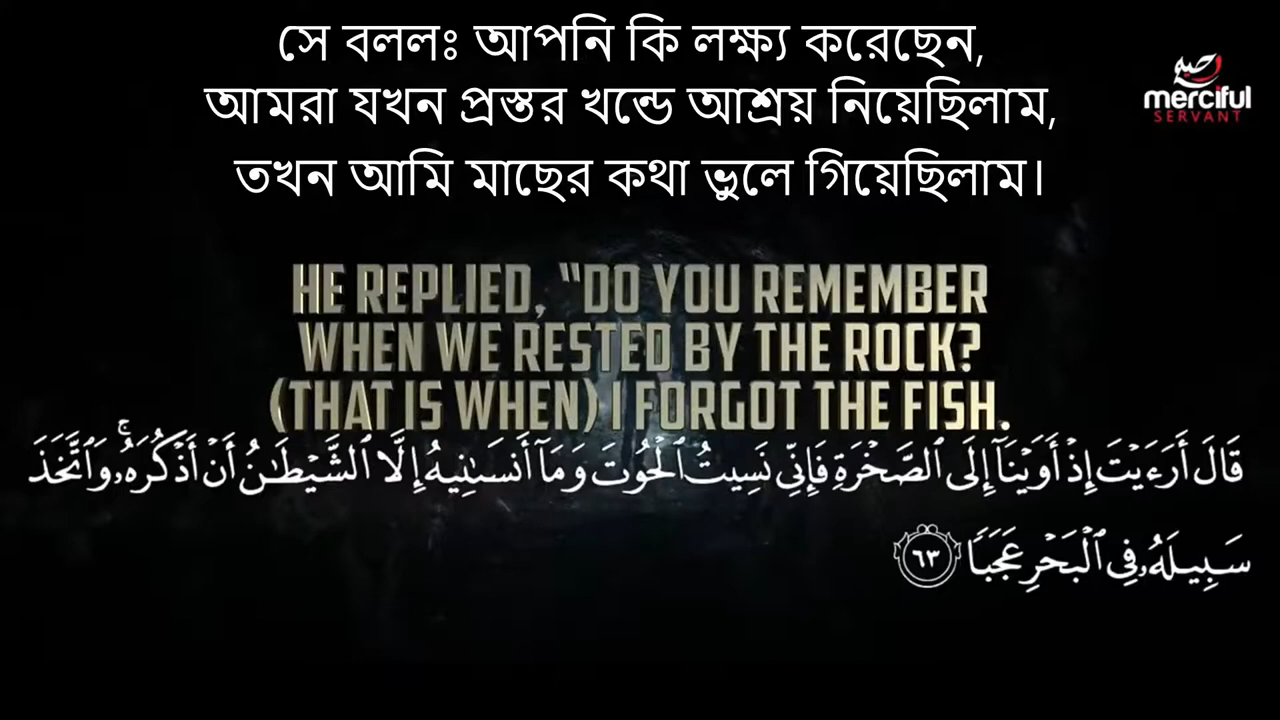 সে বললঃ আপনি কি লক্ষ্য করেছেন,
আমরা যখন প্রস্তর খন্ডে আশ্রয় নিয়েছিলাম,
তখন আমি মাছের কথা ভুলে গিয়েছিলাম।
رحيم
merciful
SERVANT
HE REPLIED, “DO YOU REMEMBER
WHEN WE RESTED BY THE ROCK?
(THAT IS WHEN) I FORGOT THE FISH.
قَالَ أَرَءَيْتَ إِذْ أَوَيْنَآ إِلَى ٱلصَّخْرَةِ فَإِنِّى نَسِيتُ ٱلْحُوتَ وَمَآ أَنسَىٰنِيهُ إِلَّا ٱلشَّيْطَٰنُ أَنْ أَذْكُرَهُۥ ۚ وَٱتَّخَذَ
سَبِيلَهُۥ فِى ٱلْبَحْرِ عَجَبًا ٦٣